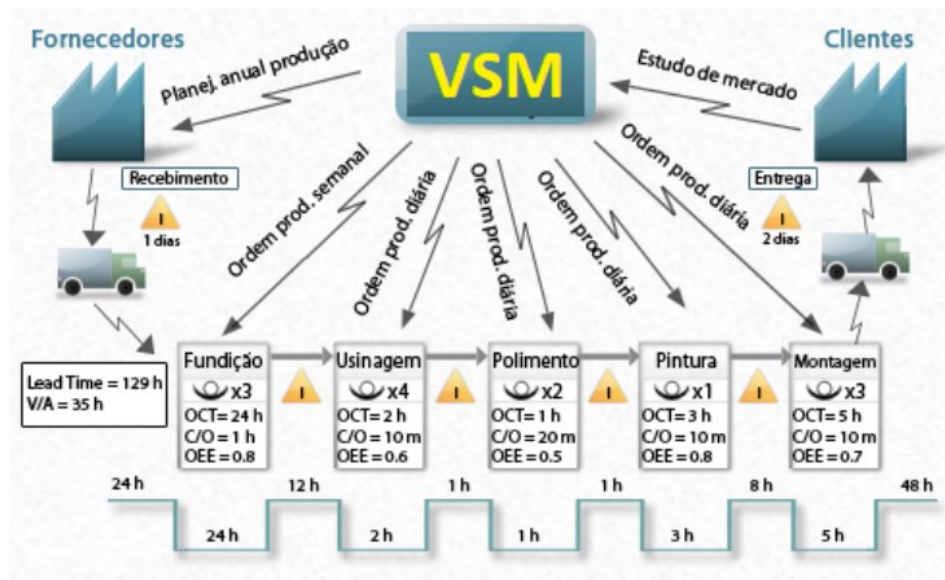 Fornecedores
VSM
Clientes
Planej. anual produção
Estudo de mercado
Recebimento
I
1 dias
Entrega
I
2 dias
Ordem prod. semanal
Ordem prod. diária
Ordem prod. diária
Ordem prod. diária
Ordem prod. diária
Lead Time = 129 h
V/A = 35 h
Fundição
x3
OCT= 24 h
C/O = 1 h
OEE = 0.8
I
Usinagem
x4
OCT= 2 h
C/O = 10 m
OEE = 0.6
I
Polimento
x2
OCT= 1 h
C/O = 20 m
OEE = 0.5
I
Pintura
x1
OCT= 3 h
C/O = 10 m
OEE = 0.8
I
Montagem
x3
OCT= 5 h
C/O = 10 m
OEE = 0.7
24 h
12 h
1 h
1 h
8 h
48 h
24 h
2 h
1 h
3 h
5 h